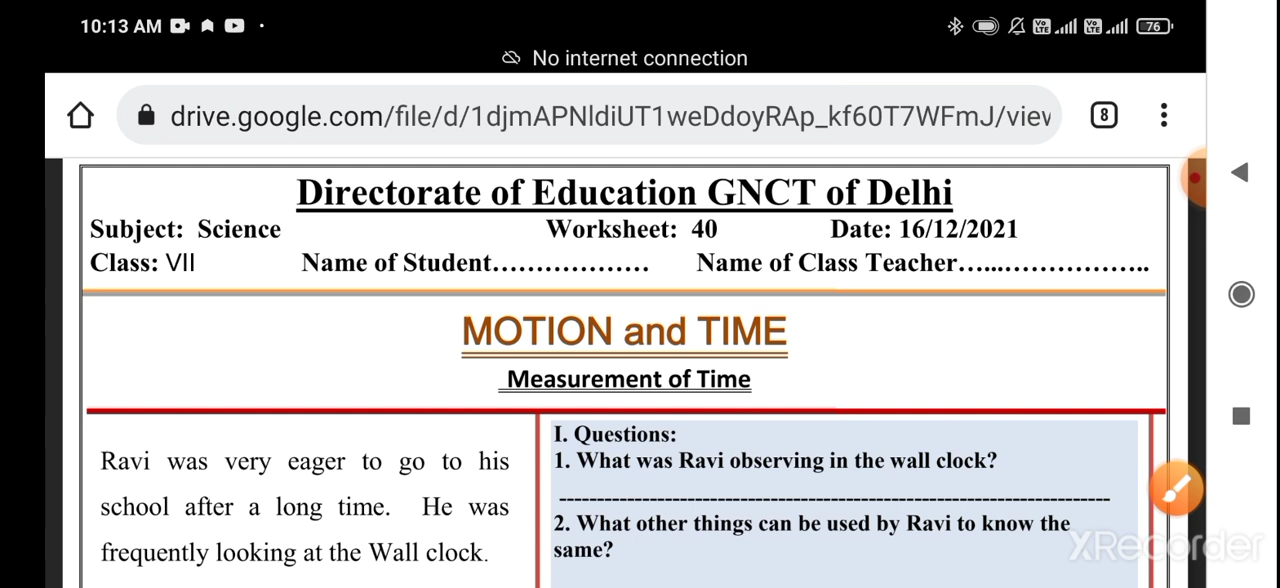 10:13 AM
76
No internet connection
drive.google.com/file/d/1djmAPNldiUT1weDdoyRAp_kf60T7WFmJ/view
8
Directorate of Education GNCT of Delhi
Subject: Science Worksheet: 40 Date: 16/12/2021
Class: VII Name of Student.................. Name of Class Teacher......................
MOTION and TIME
Measurement of Time
Ravi was very eager to go to his
school after a long time. He was
frequently looking at the Wall clock.
I. Questions:
1. What was Ravi observing in the wall clock?
2. What other things can be used by Ravi to know the
same?
XRecorder